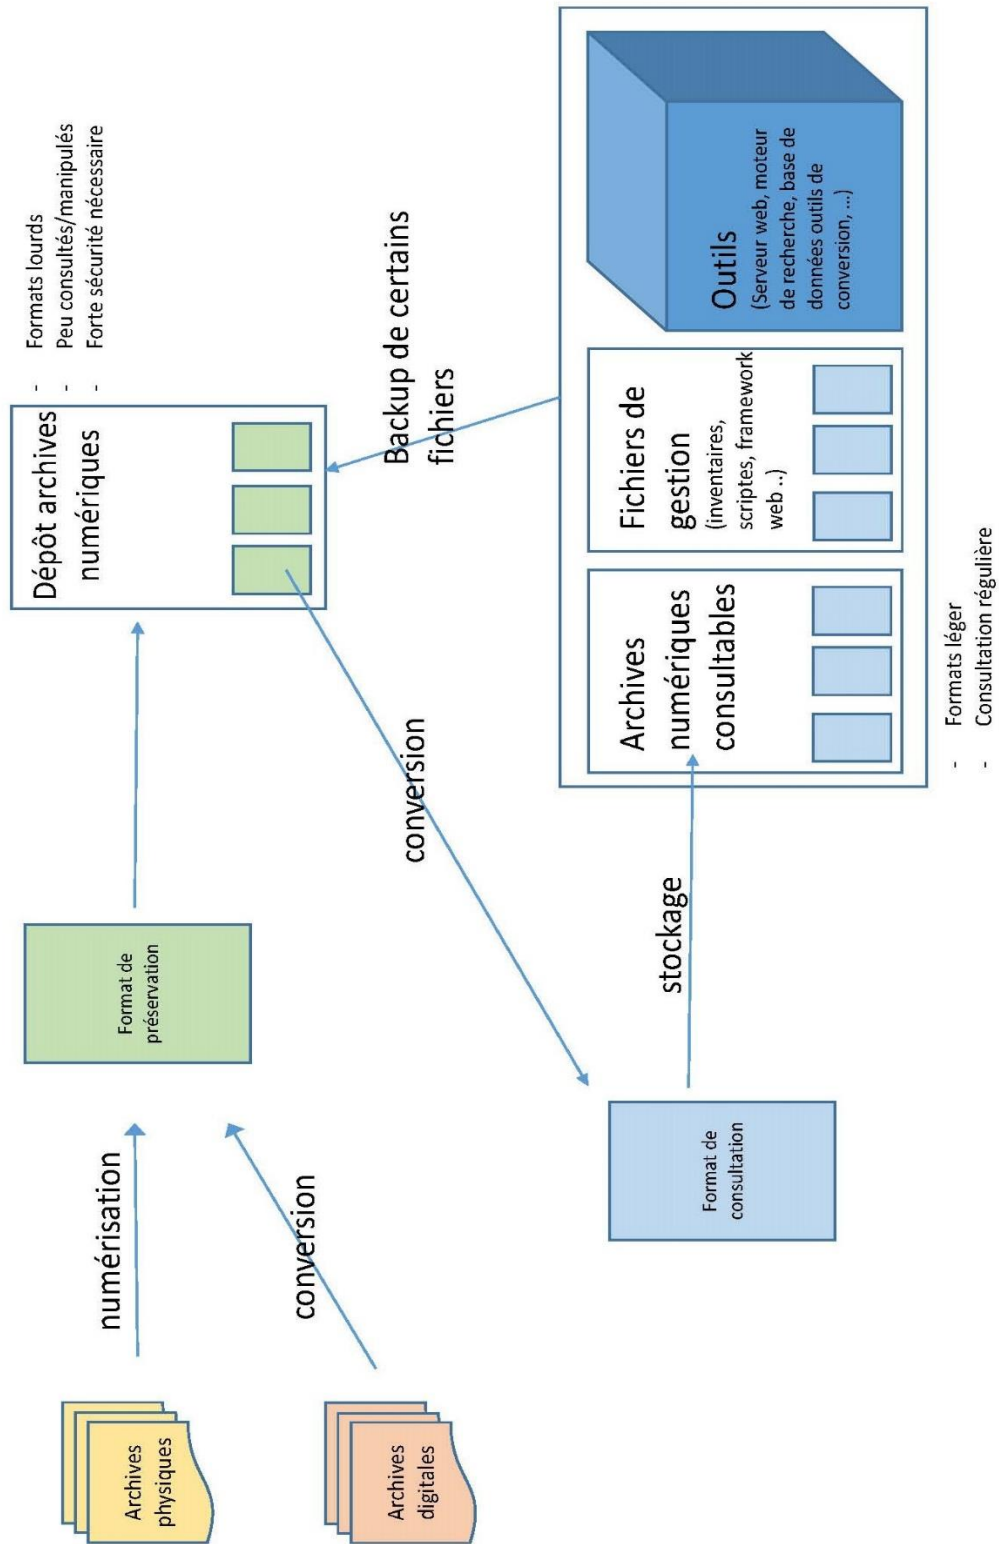 Archives
physiques
numérisation
Archives
digitales
conversion
Format de
préservation
Dépôt archives
numériques
- Formats lourds
- Peu consultés/manipulés
- Forte sécurité nécessaire
conversion
Backup de certains
fichiers
Format de
consultation
stockage
Archives
numériques
consultables
Fichiers de
gestion
(inventaires,
scriptes, framework
web ..)
Outils
(Serveur web, moteur
de recherche, base de
données outils de
conversion, ...)
- Formats léger
- Consultation régulière